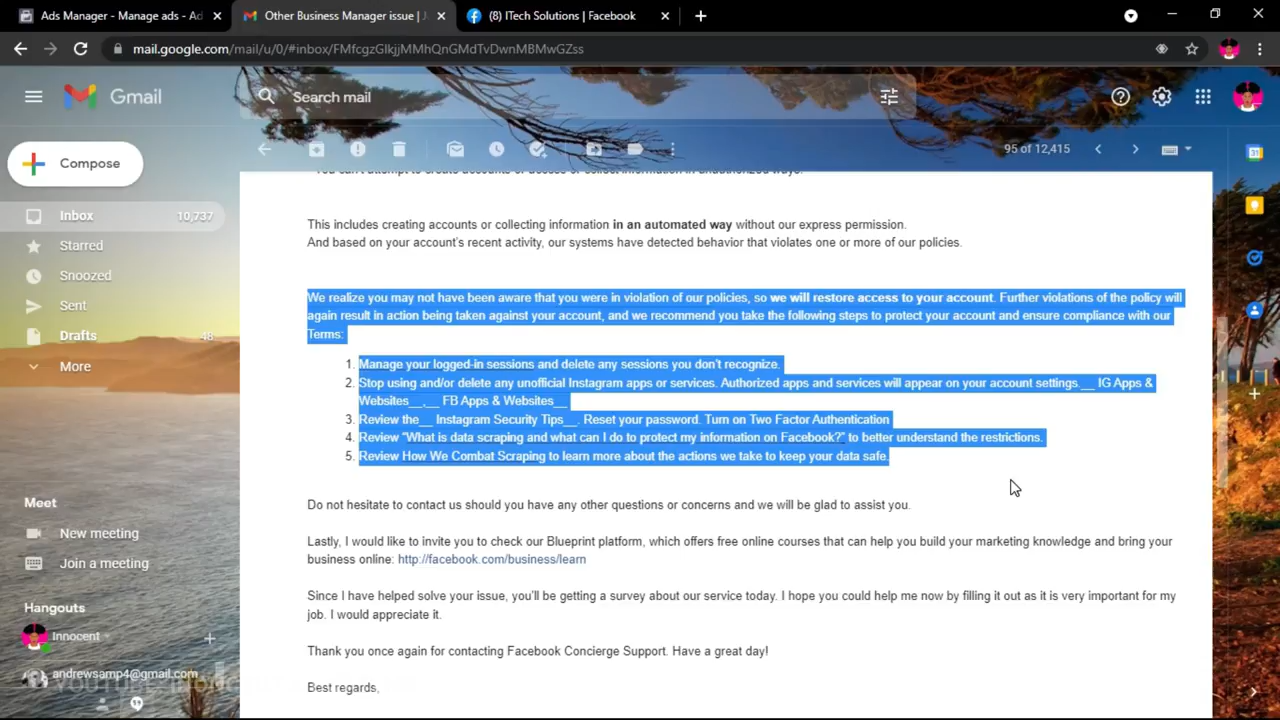 Ads Manager - Manage ads - Ad
Other Business Manager issue | J
(8) ITech Solutions | Facebook
mail.google.com/mail/u/0/#inbox/FMfcgzGlkjjMMhQnGMdTvDwnMBMwGZss
Gmail
Search mail
Compose
95 of 12,415
Inbox 10,737
Starred
Snoozed
Sent
Drafts 48
More
Meet
New meeting
Join a meeting
Hangouts
Innocent
andrewsamp4@gmail.com
You can't attempt to create accounts or access or collect information in unauthorized ways.
This includes creating accounts or collecting information in an automated way without our express permission.
And based on your account's recent activity, our systems have detected behavior that violates one or more of our policies.
We realize you may not have been aware that you were in violation of our policies, so we will restore access to your account. Further violations of the policy will
again result in action being taken against your account, and we recommend you take the following steps to protect your account and ensure compliance with our
Terms:
1. Manage your logged-in sessions and delete any sessions you don't recognize.
2. Stop using and/or delete any unofficial Instagram apps or services. Authorized apps and services will appear on your account settings.__ IG Apps &
Websites__,__ FB Apps & Websites__
3. Review the__ Instagram Security Tips__. Reset your password. Turn on Two Factor Authentication
4. Review "What is data scraping and what can I do to protect my information on Facebook?" to better understand the restrictions.
5. Review How We Combat Scraping to learn more about the actions we take to keep your data safe.
Do not hesitate to contact us should you have any other questions or concerns and we will be glad to assist you.
Lastly, I would like to invite you to check our Blueprint platform, which offers free online courses that can help you build your marketing knowledge and bring your
business online: http://facebook.com/business/learn
Since I have helped solve your issue, you'll be getting a survey about our service today. I hope you could help me now by filling it out as it is very important for my
job. I would appreciate it.
Thank you once again for contacting Facebook Concierge Support. Have a great day!
Best regards,